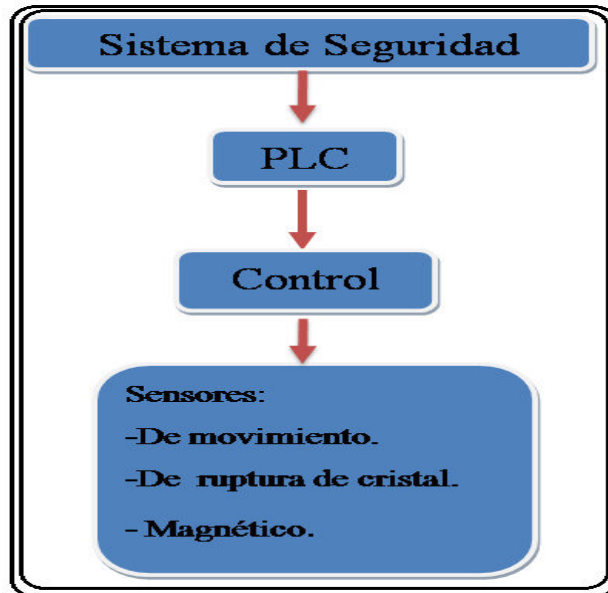 Sistema de Seguridad
PLC
Control
Sensores:
-De movimiento.
-De ruptura de cristal.
- Magnético.